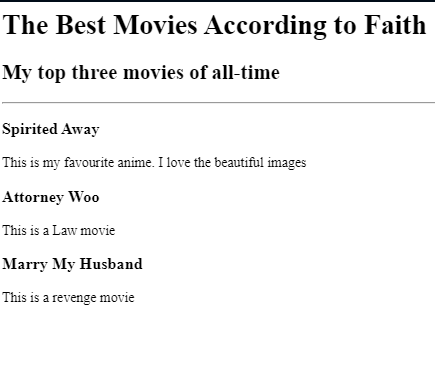 The Best Movies According to Faith
My top three movies of all-time
Spirited Away
This is my favourite anime. I love the beautiful images
Attorney Woo
This is a Law movie
Marry My Husband
This is a revenge movie